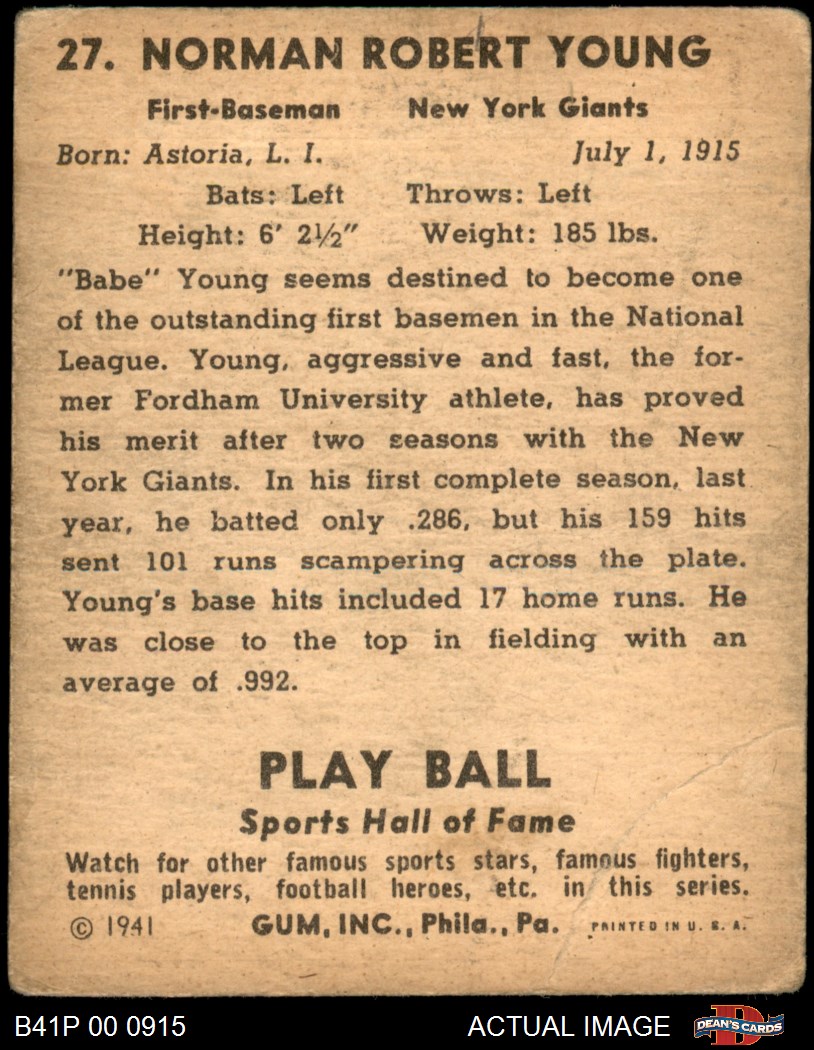 27. NORMAN ROBERT YOUNG
First-Baseman New York Giants
Born: Astoria, L. I. July 1, 1915
Bats: Left Throws: Left
Height: 6' 2½" Weight: 185 lbs.
"Babe" Young seems destined to become one
of the outstanding first basemen in the National
League. Young, aggressive and fast, the for-
mer Fordham University athlete, has proved
his merit after two seasons with the New
York Giants. In his first complete season, last
year, he batted only .286, but his 159 hits
sent 101 runs scampering across the plate.
Young's base hits included 17 home runs. He
was close to the top in fielding with an
average of .992.
PLAY BALL
Sports Hall of Fame
Watch for other famous sports stars, famous fighters,
tennis players, football heroes, etc. in this series.
© 1941 GUM, INC., Phila., Pa. PRINTED IN U. S. A.
B41P 00 0915 ACTUAL IMAGE D DEAN'S CARDS